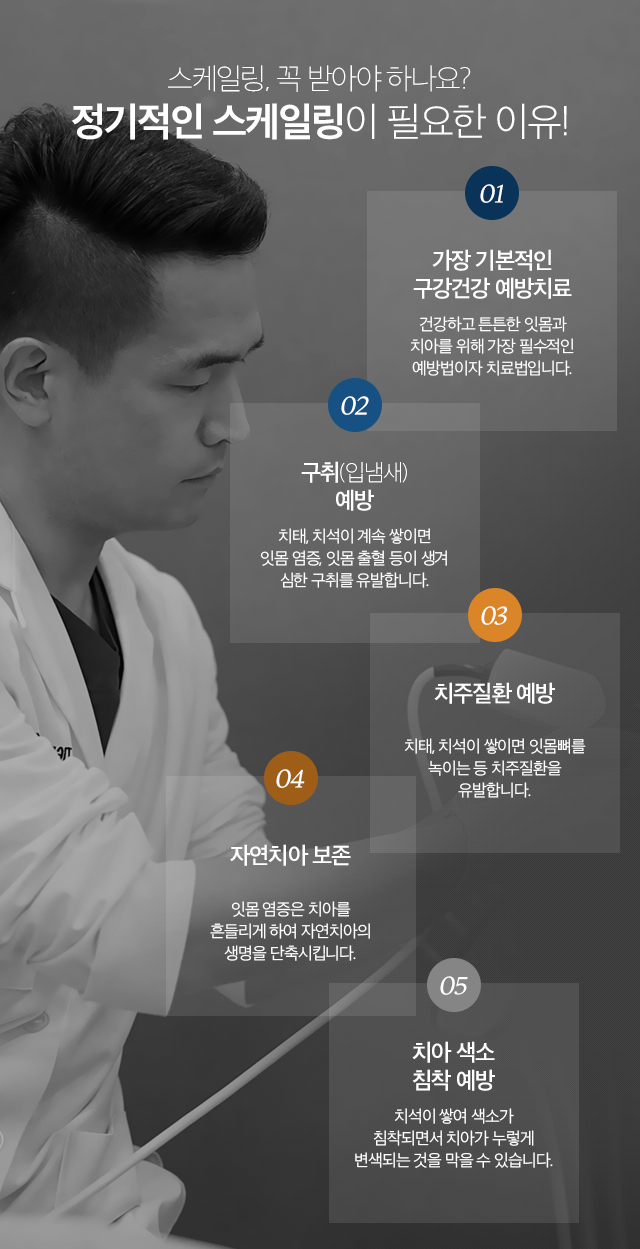 스케일링, 꼭 받아야 하나요?
정기적인 스케일링이 필요한 이유!
01
가장 기본적인
구강건강 예방치료
건강하고 튼튼한 잇몸과
치아를 위해 가장 필수적인
예방법이자 치료법입니다.
02
구취(입냄새)
예방
치태, 치석이 계속 쌓이면
잇몸 염증, 잇몸 출혈 등이 생겨
심한 구취를 유발합니다.
03
치주질환 예방
치태, 치석이 쌓이면 잇몸뼈를
녹이는 등 치주질환을
유발합니다.
04
자연치아 보존
잇몸 염증은 치아를
흔들리게 하여 자연치아의
생명을 단축시킵니다.
05
치아 색소
침착 예방
치석이 쌓여 색소가
침착되면서 치아가 누렇게
변색되는 것을 막을 수 있습니다.